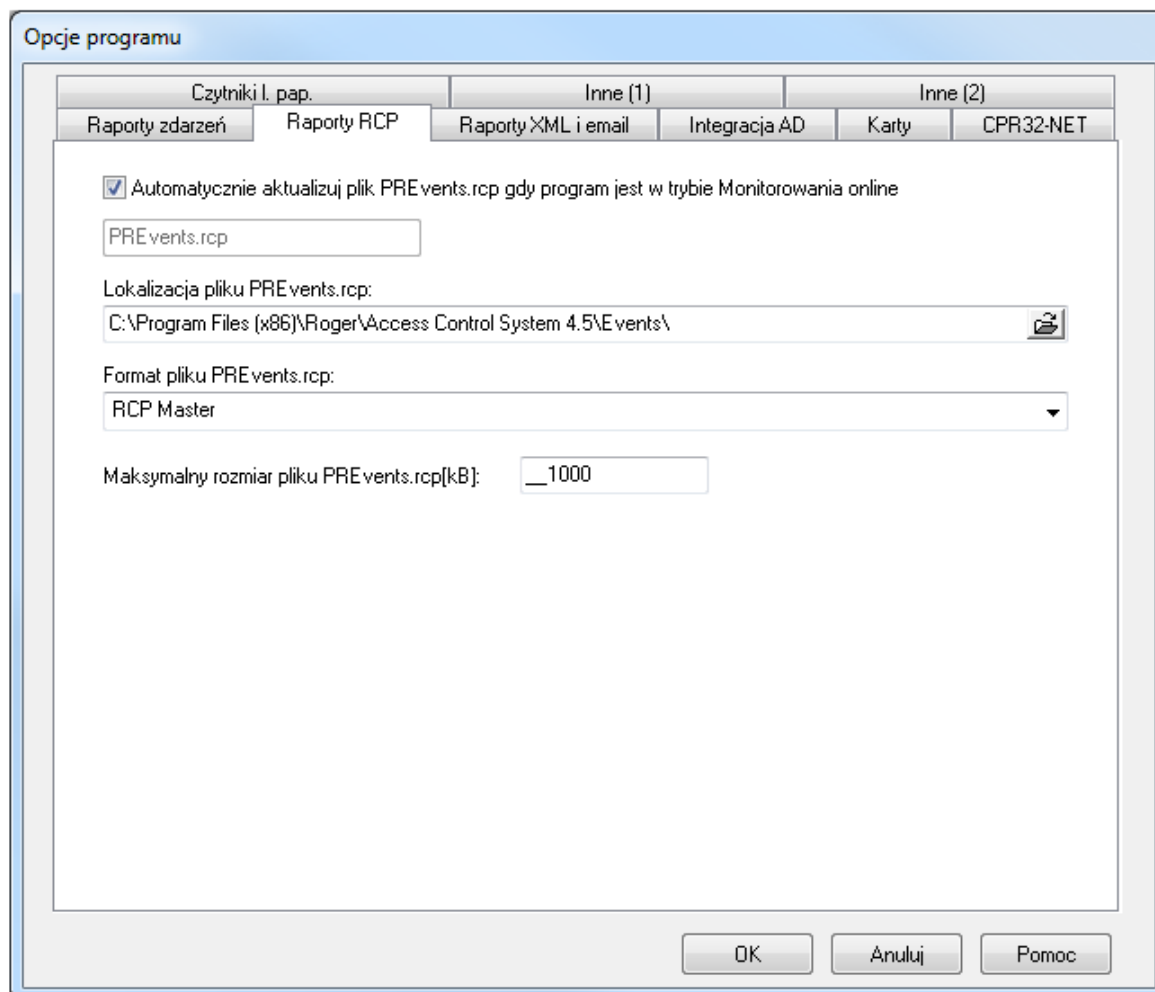 Opcje programu
Czytniki l. pap.
Inne (1)
Inne (2)
Raporty zdarzeń
Raporty RCP
Raporty XML i email
Integracja AD
Karty
CPR32-NET
Automatycznie aktualizuj plik PREvents.rcp gdy program jest w trybie Monitorowania online
PREvents.rcp
Lokalizacja pliku PREvents.rcp:
C:\Program Files (x86)\Roger\Access Control System 4.5\Events\
Format pliku PREvents.rcp:
RCP Master
Maksymalny rozmiar pliku PREvents.rcp[kB]:
__1000
OK
Anuluj
Pomoc